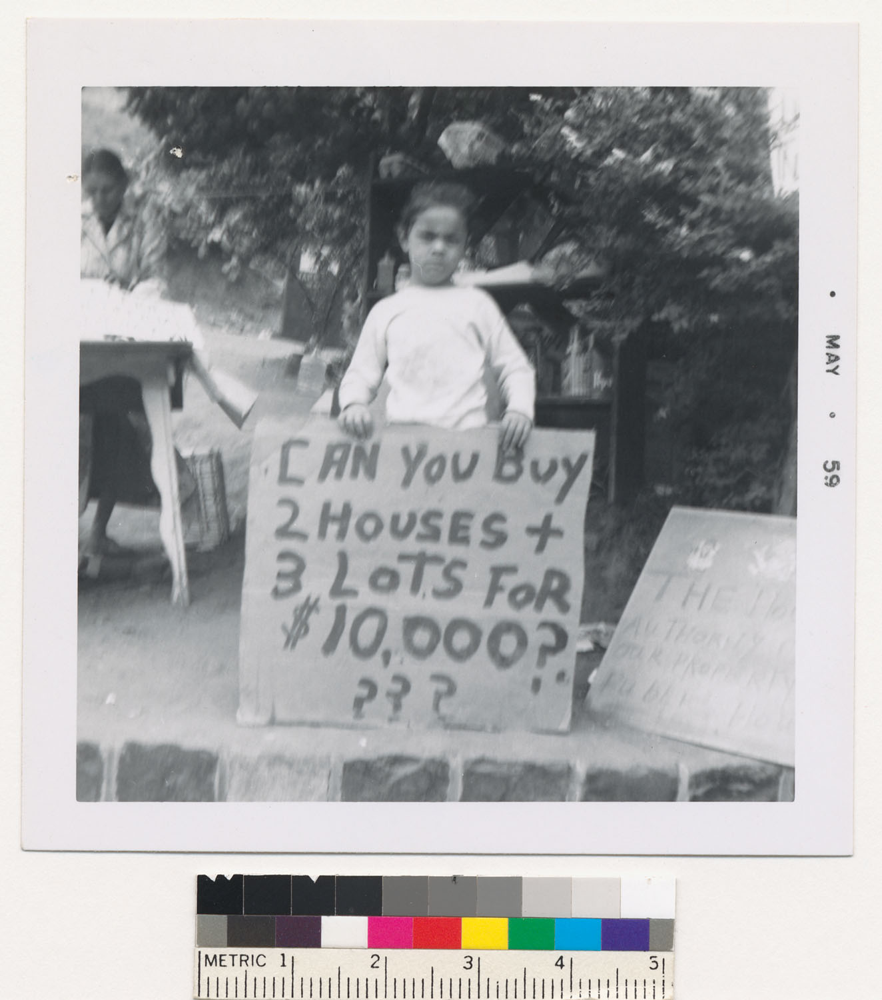 CAN YOU BUY
2 HOUSES +
3 LOTS FOR
$10,000?
???
THE
AUTHORITY
OUR PROPERTY
• MAY • 59
METRIC 1 2 3 4 5